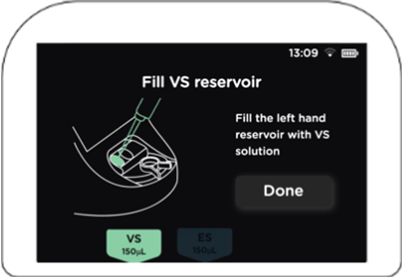 13:09
Fill VS reservoir
Fill the left hand
reservoir with VS
solution
Done
VS
150μL
ES
150μL